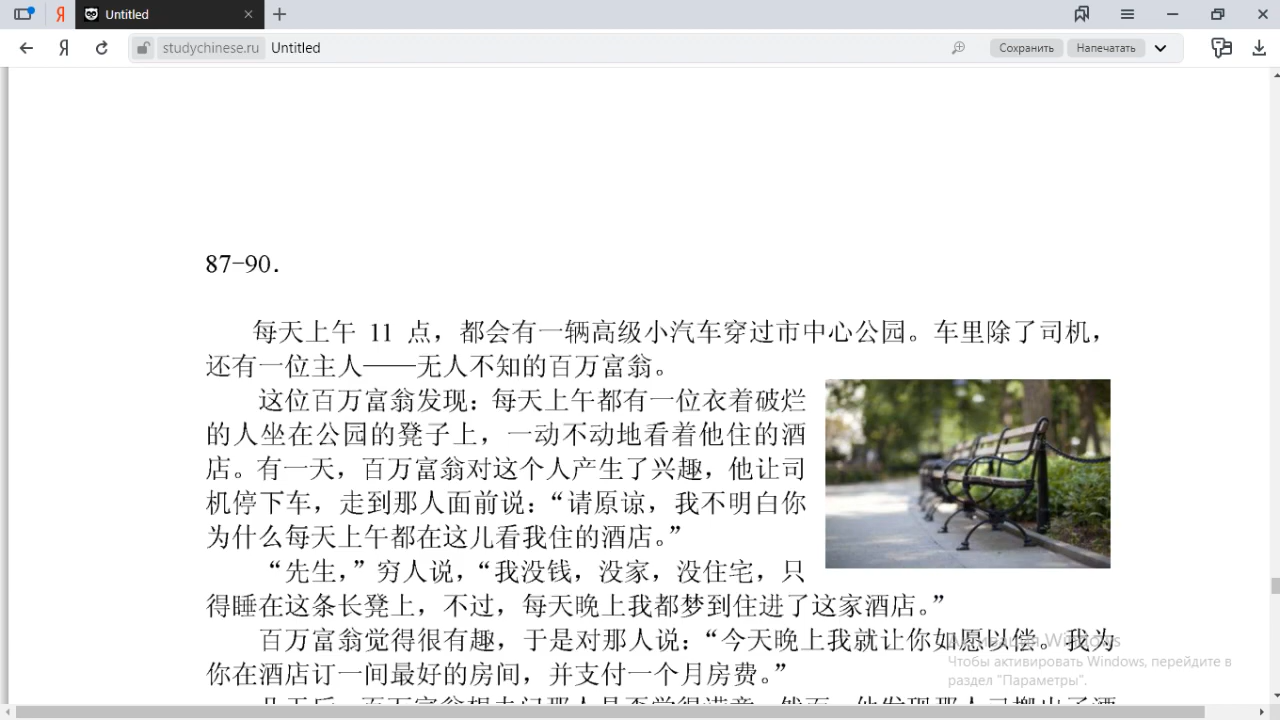 Untitled
studychinese.ru
Untitled
Сохранить
Напечатать
87-90.
每天上午 11 点，都会有一辆高级小汽车穿过市中心公园。车里除了司机，
还有一位主人——无人不知的百万富翁。
这位百万富翁发现：每天上午都有一位衣着破烂
的人坐在公园的凳子上，一动不动地看着他住的酒
店。有一天，百万富翁对这个人产生了兴趣，他让司
机停下车，走到那人面前说：“请原谅，我不明白你
为什么每天上午都在这儿看我住的酒店。”
“先生，”穷人说，“我没钱，没家，没住宅，只
得睡在这条长凳上，不过，每天晚上我都梦到住进了这家酒店。”
百万富翁觉得很有趣，于是对那人说：“今天晚上我就让你如愿以偿。我为
你在酒店订一间最好的房间，并支付一个月房费。”
Windows
Чтобы активировать Windows, перейдите в
раздел "Параметры".